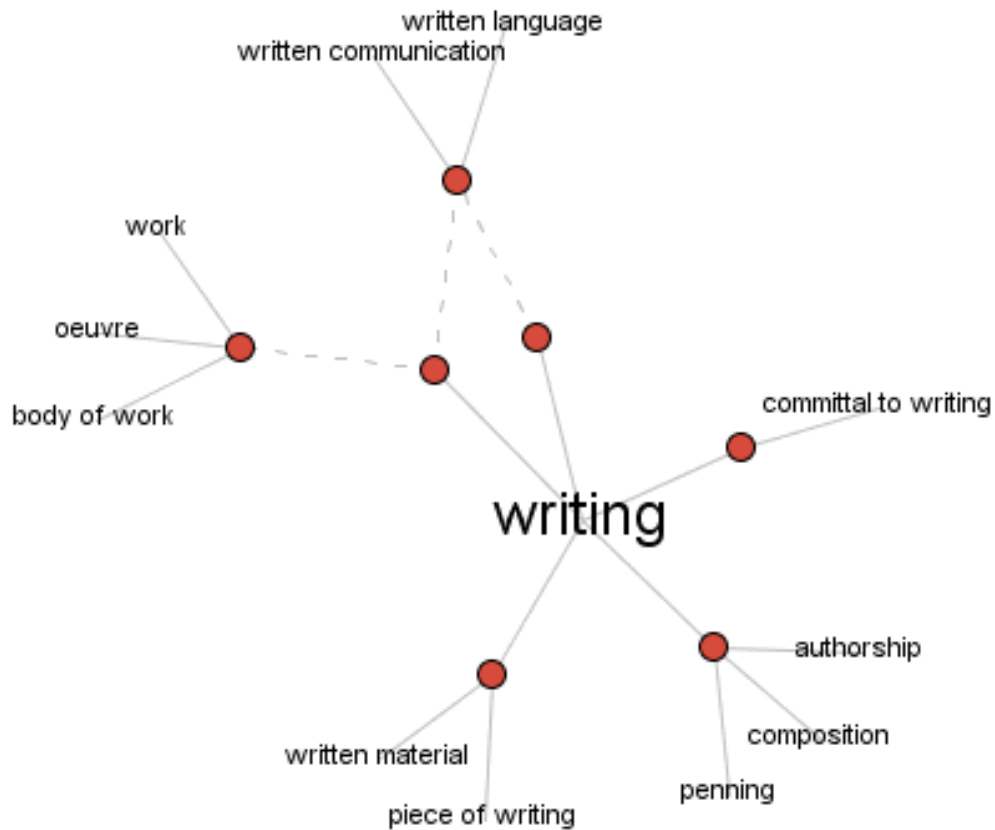 written language
written communication
work
oeuvre
body of work
committal to writing
writing
authorship
composition
written material
penning
piece of writing